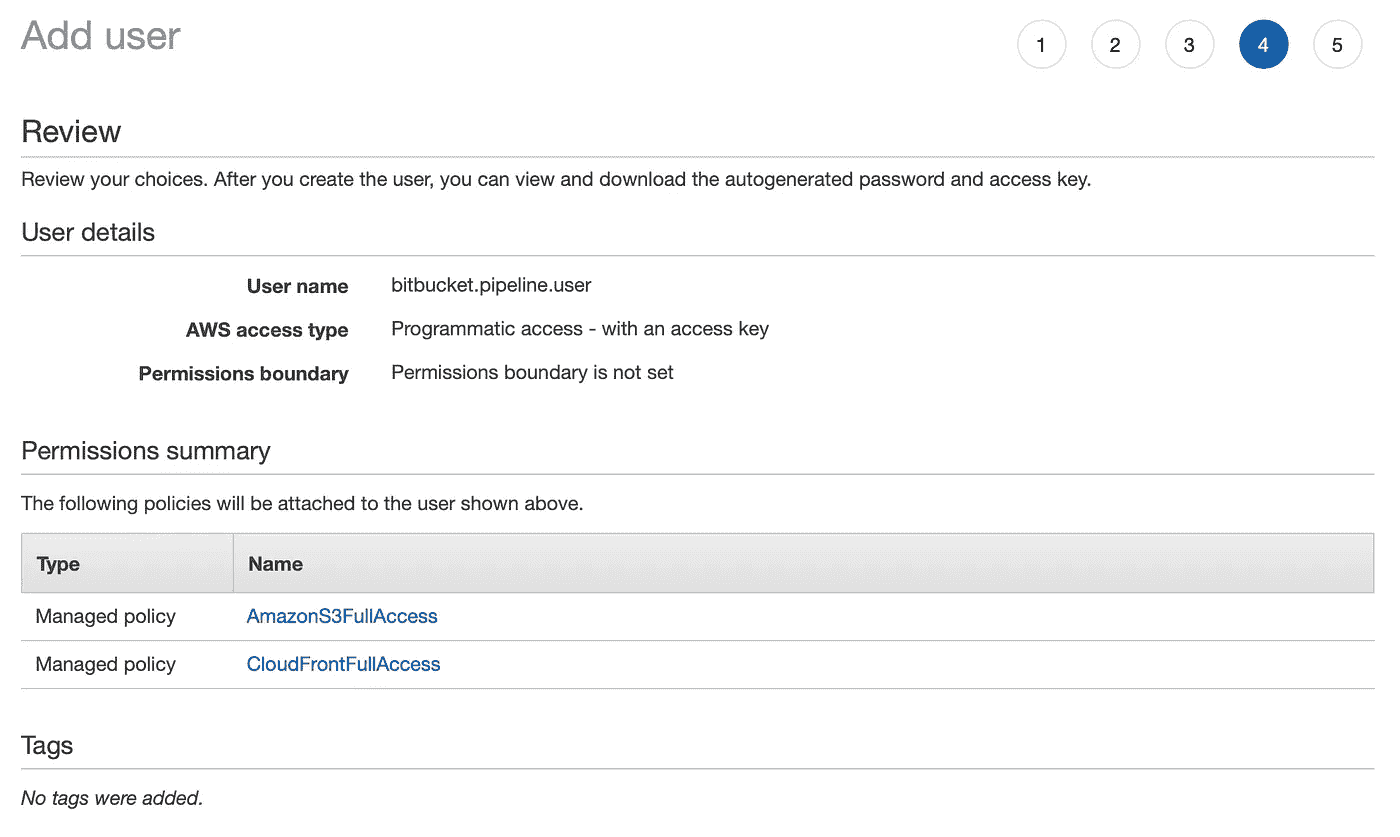 Add user
1 2 3 4 5
Review
Review your choices. After you create the user, you can view and download the autogenerated password and access key.
User details
User name bitbucket.pipeline.user
AWS access type Programmatic access - with an access key
Permissions boundary Permissions boundary is not set
Permissions summary
The following policies will be attached to the user shown above.
Type Name
Managed policy AmazonS3FullAccess
Managed policy CloudFrontFullAccess
Tags
No tags were added.